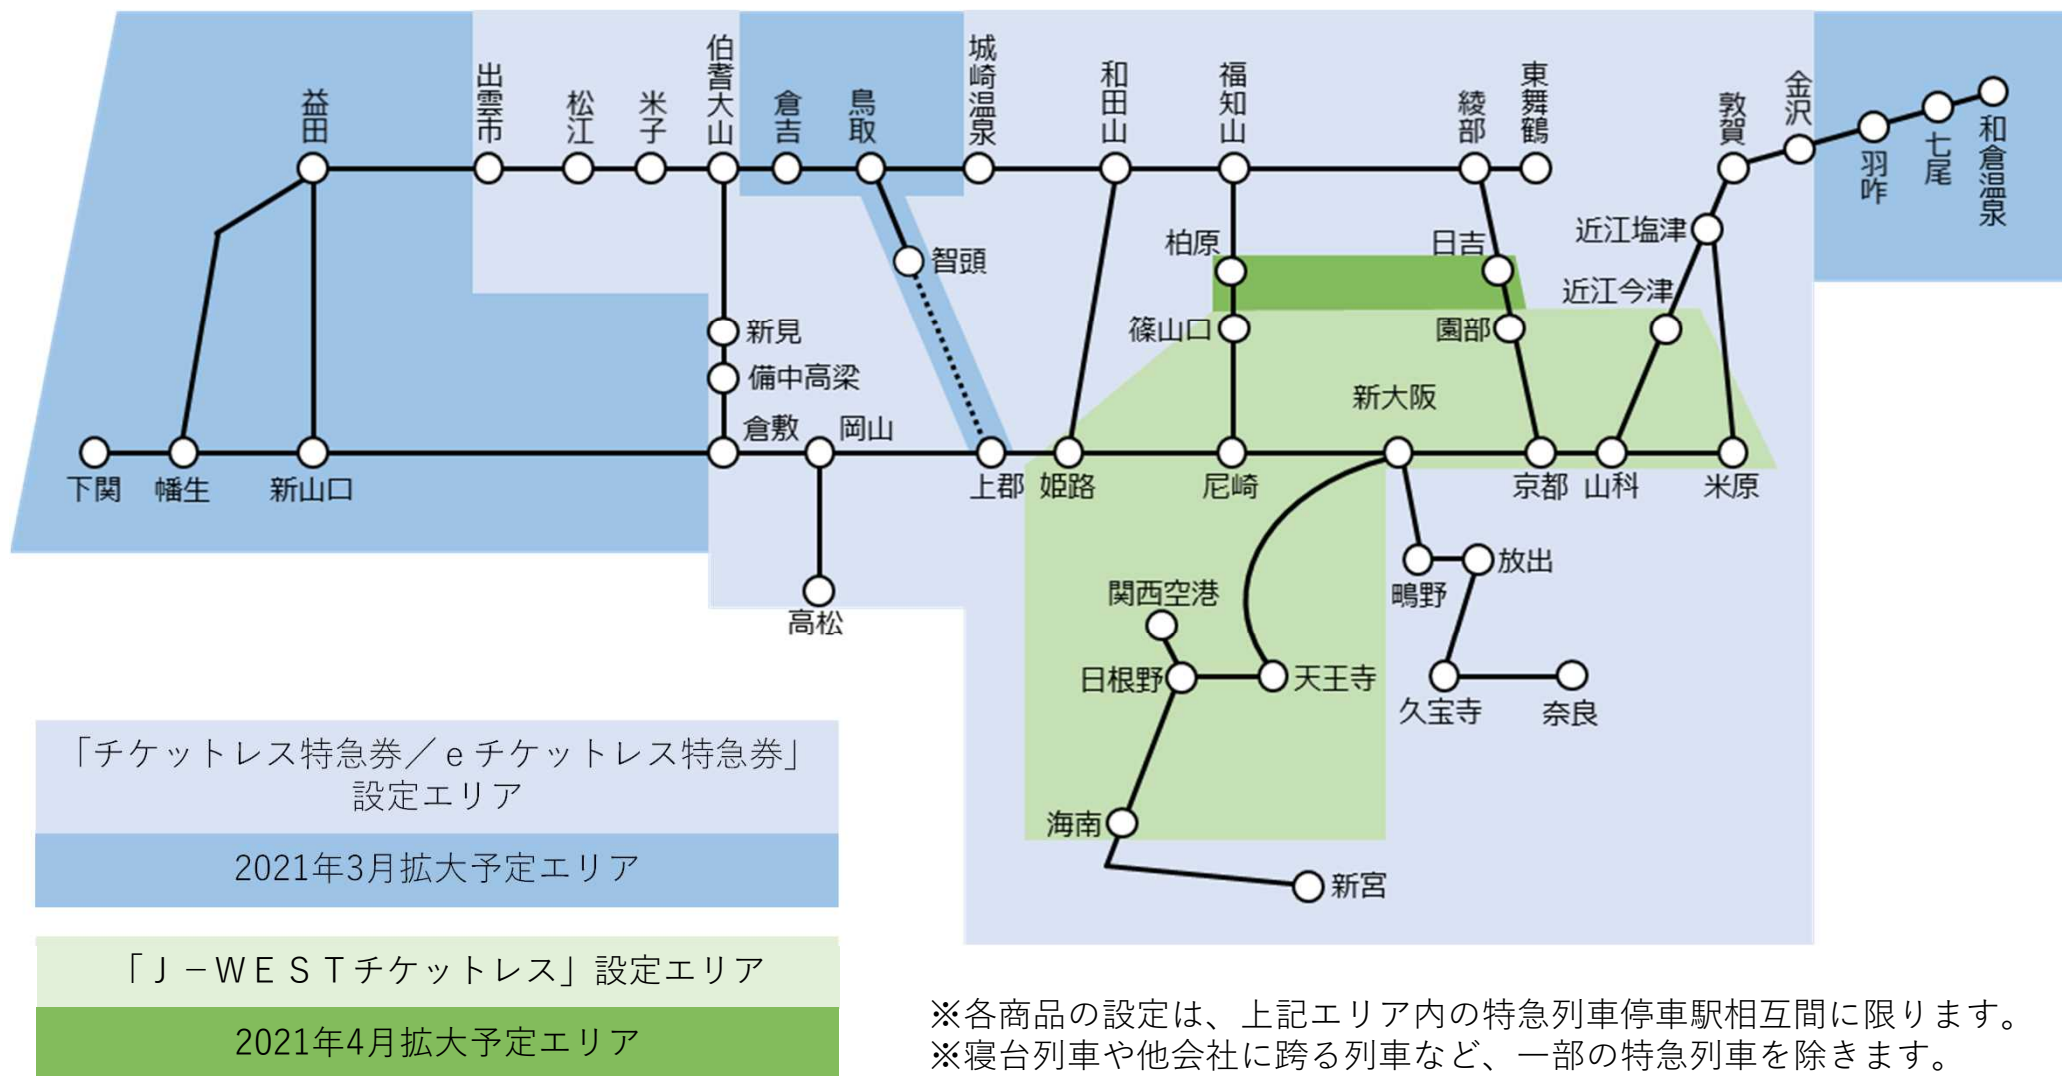 益田
出雲市
松江
米子
伯耆大山
倉吉
鳥取
城崎温泉
和田山
福知山
綾部
東舞鶴
敦賀
金沢
羽咋
七尾
和倉温泉
智頭
柏原
日吉
近江塩津
近江今津
新見
備中高梁
篠山口
園部
新大阪
倉敷
岡山
下関
幡生
新山口
上郡
姫路
尼崎
京都
山科
米原
高松
関西空港
鴫野
放出
日根野
天王寺
久宝寺
奈良
海南
新宮
「チケットレス特急券/eチケットレス特急券」
設定エリア
2021年3月拡大予定エリア
「J-WESTチケットレス」設定エリア
2021年4月拡大予定エリア
※各商品の設定は、上記エリア内の特急列車停車駅相互間に限ります。
※寝台列車や他会社に跨る列車など、一部の特急列車を除きます。